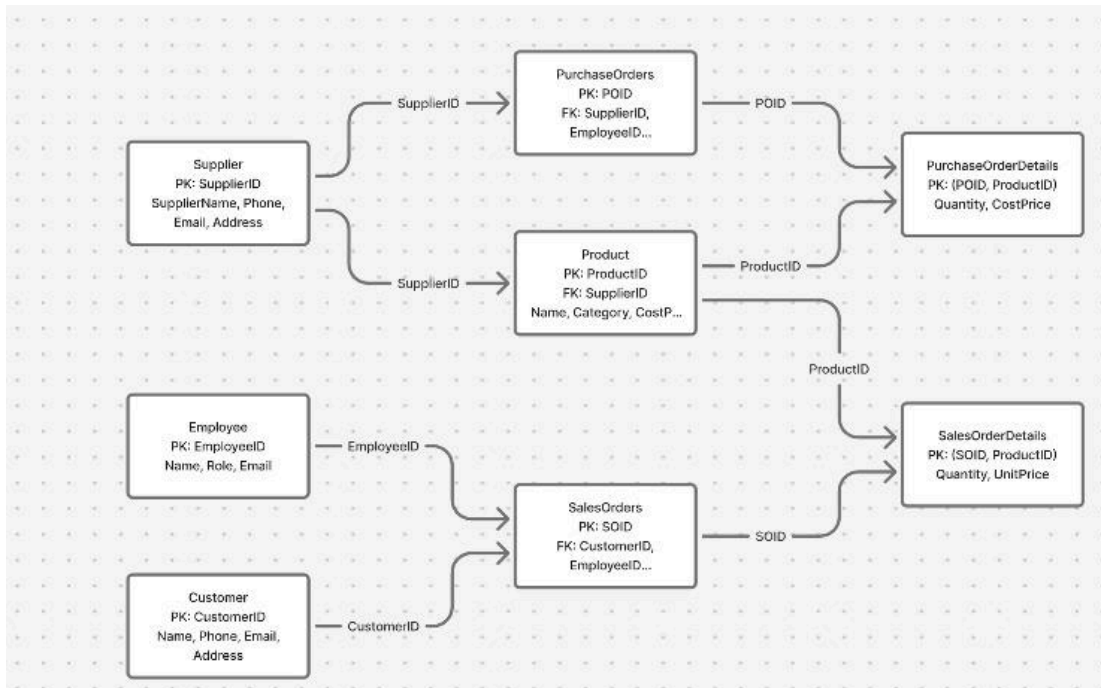 PurchaseOrders
PK: POID
FK: SupplierID,
EmployeeID...
SupplierID
POID
Supplier
PK: SupplierID
SupplierName, Phone,
Email, Address
PurchaseOrderDetails
PK: (POID, ProductID)
Quantity, CostPrice
SupplierID
Product
PK: ProductID
FK: SupplierID
Name, Category, CostP...
ProductID
ProductID
Employee
PK: EmployeeID
Name, Role, Email
EmployeeID
SalesOrderDetails
PK: (SOID, ProductID)
Quantity, UnitPrice
SalesOrders
PK: SOID
FK: CustomerID,
EmployeeID...
SOID
Customer
PK: CustomerID
Name, Phone, Email,
Address
CustomerID